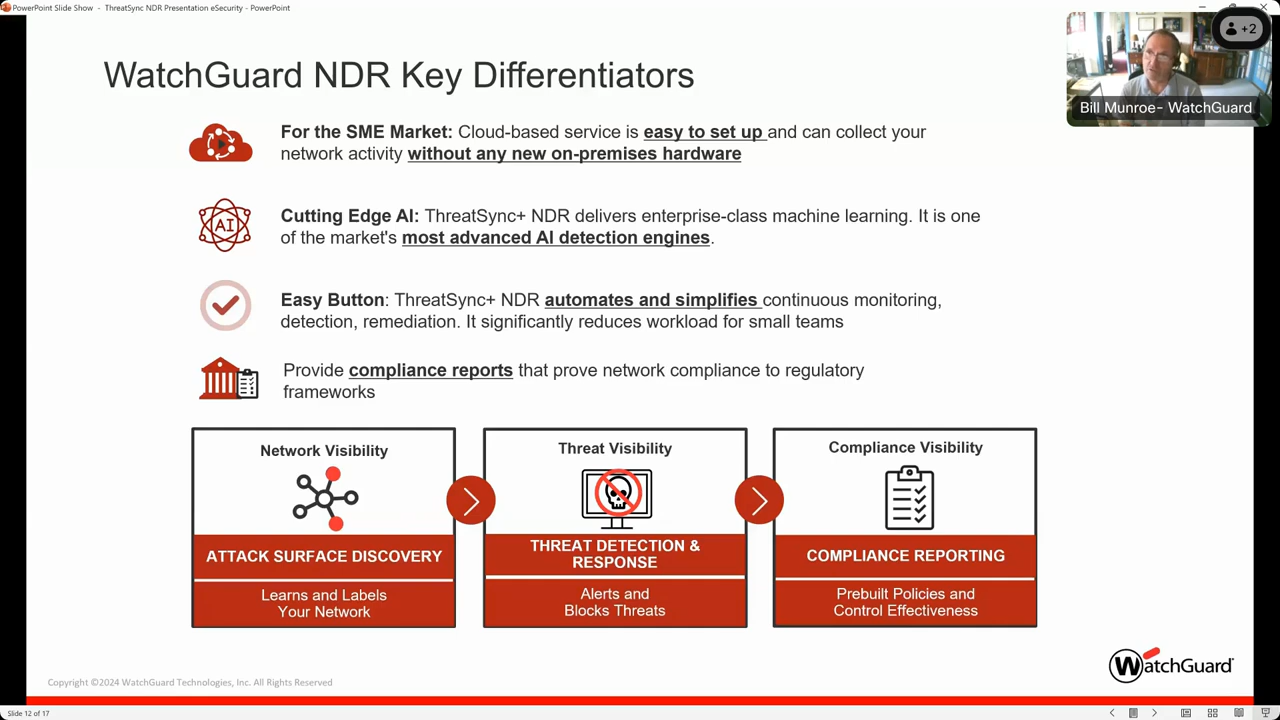 PowerPoint Slide Show - ThreatSync NDR Presentation eSecurity - PowerPoint
+2
Bill Munroe- WatchGuard
WatchGuard NDR Key Differentiators
For the SME Market: Cloud-based service is easy to set up and can collect your
network activity without any new on-premises hardware
AI
Cutting Edge AI: ThreatSync+ NDR delivers enterprise-class machine learning. It is one
of the market's most advanced AI detection engines.
Easy Button: ThreatSync+ NDR automates and simplifies continuous monitoring,
detection, remediation. It significantly reduces workload for small teams
Provide compliance reports that prove network compliance to regulatory
frameworks
Network Visibility
ATTACK SURFACE DISCOVERY
Learns and Labels
Your Network
Threat Visibility
THREAT DETECTION &
RESPONSE
Alerts and
Blocks Threats
Compliance Visibility
COMPLIANCE REPORTING
Prebuilt Policies and
Control Effectiveness
WatchGuard
Copyright ©2024 WatchGuard Technologies, Inc. All Rights Reserved
Slide 12 of 17